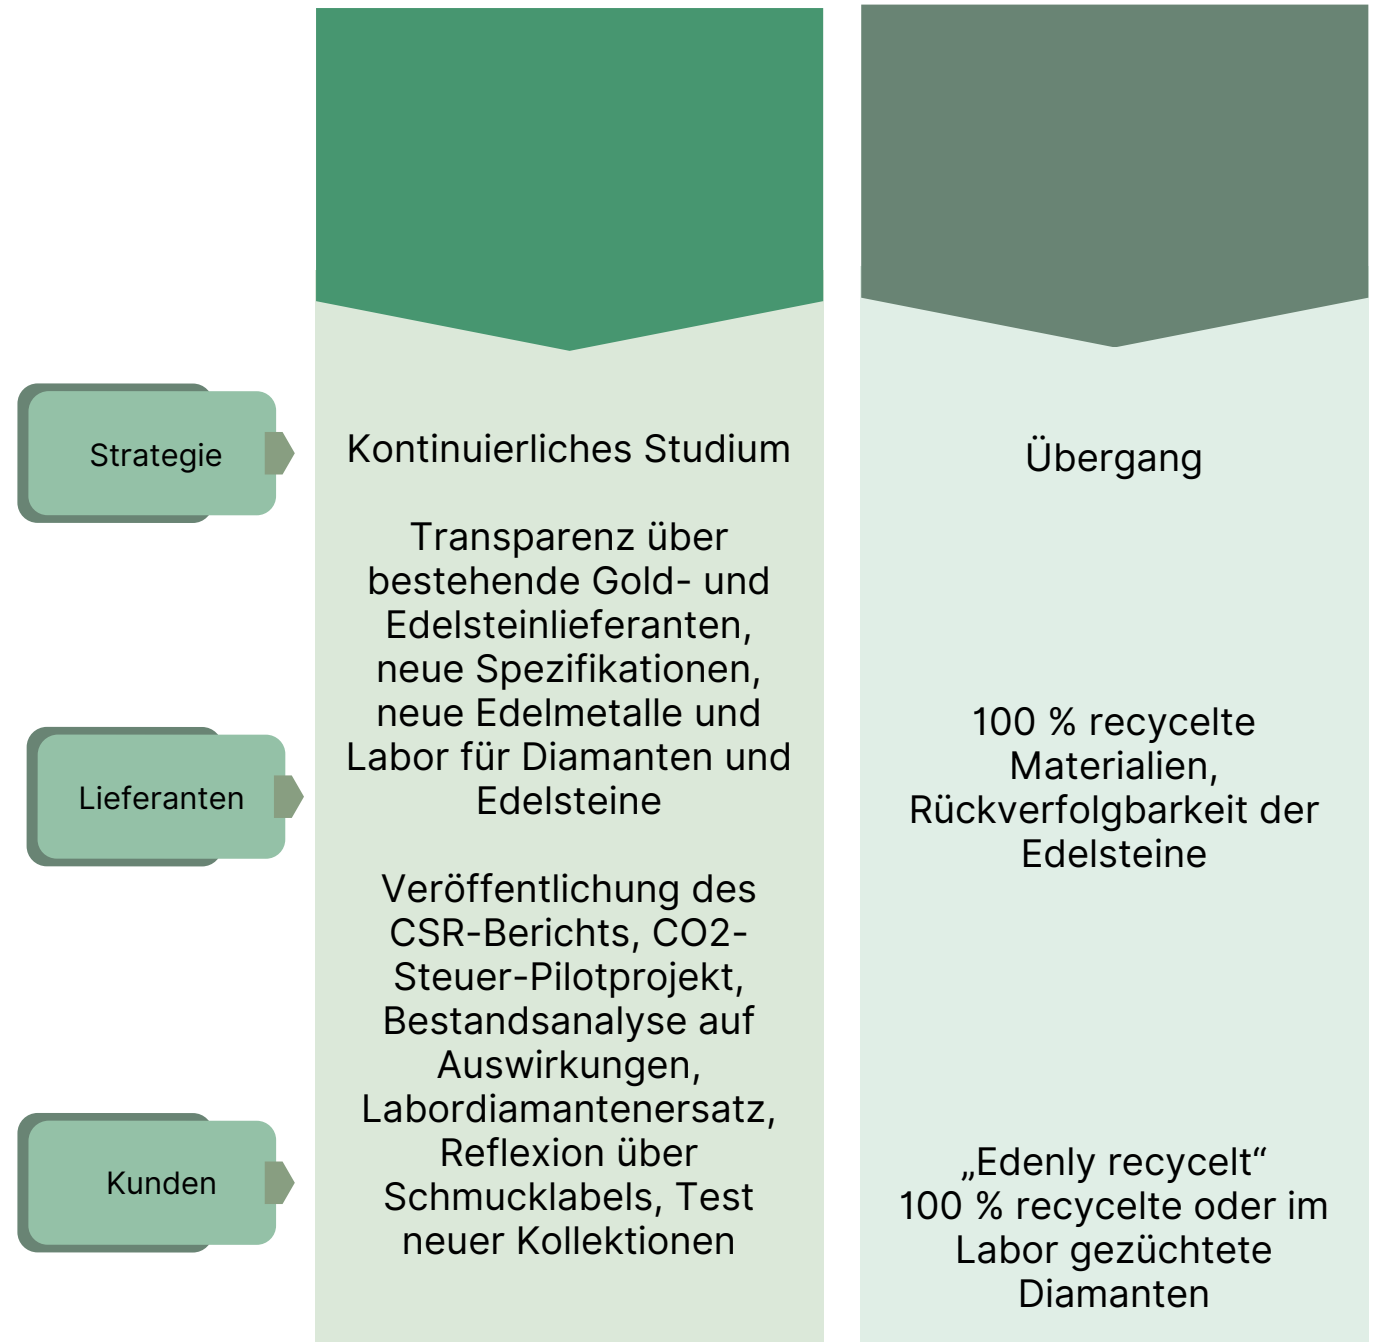 Strategie
Kontinuierliches Studium
Übergang
Lieferanten
Transparenz über
bestehende Gold- und
Edelsteinlieferanten,
neue Spezifikationen,
neue Edelmetalle und
Labor für Diamanten und
Edelsteine
100 % recycelte
Materialien,
Rückverfolgbarkeit der
Edelsteine
Kunden
Veröffentlichung des
CSR-Berichts, CO2-
Steuer-Pilotprojekt,
Bestandsanalyse auf
Auswirkungen,
Labordiamantenersatz,
Reflexion über
Schmucklabels, Test
neuer Kollektionen
„Edenly recycelt“
100 % recycelte oder im
Labor gezüchtete
Diamanten